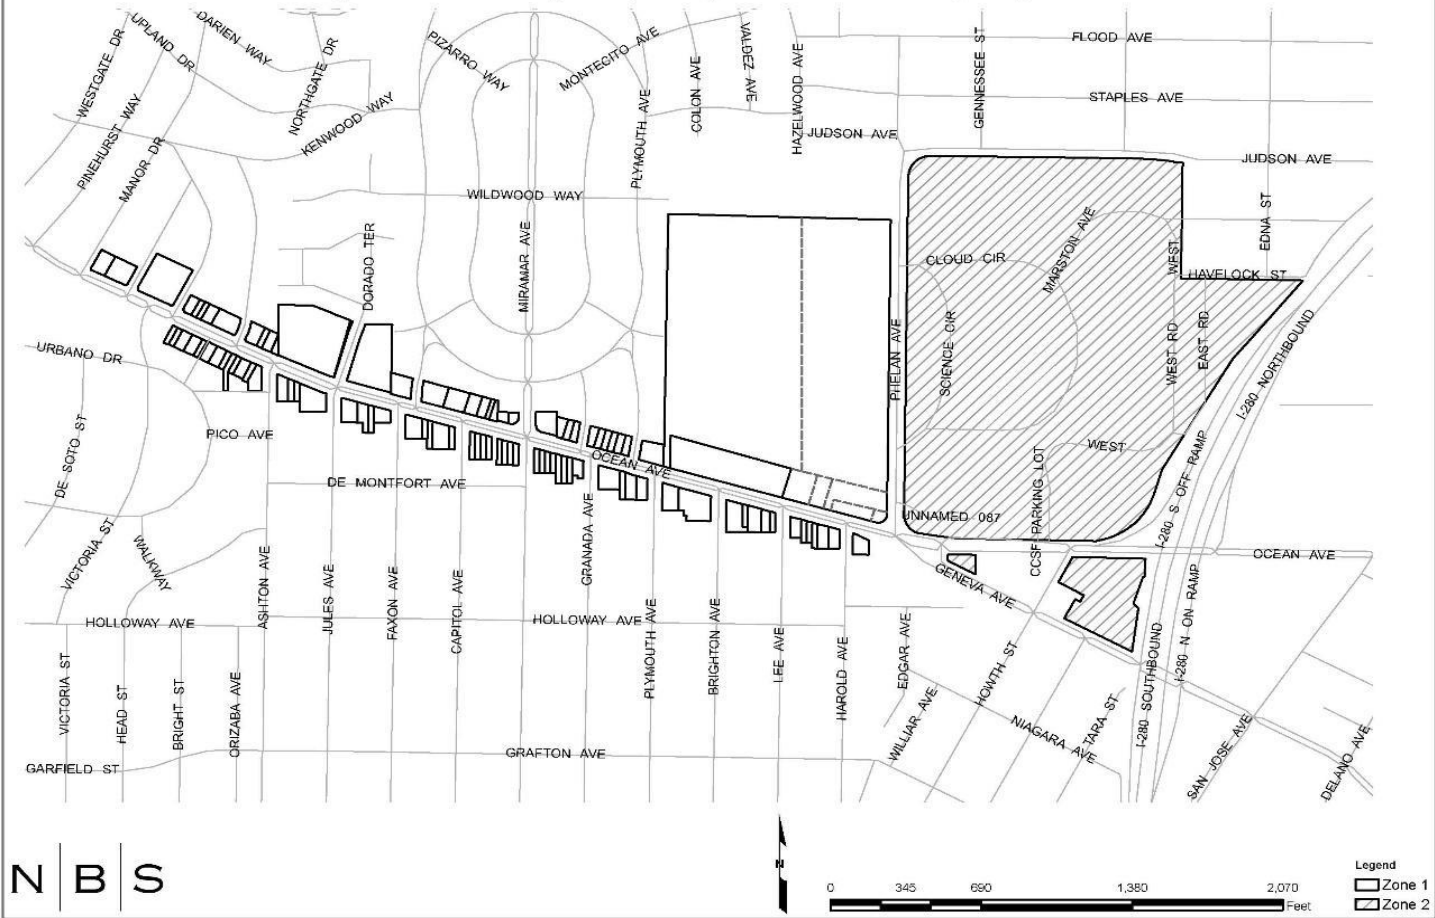 WESTGATE DR
UPLAND DR
DARIEN WAY
NORTHGATE DR
PIZARRO WAY
MONTECITO AVE
COLON AVE
VALDEZ AVE
HAZELWOOD AVE
GENNESSEE ST
FLOOD AVE
STAPLES AVE
PINEHURST WAY
MANOR DR
KENWOOD WAY
PLYMOUTH AVE
JUDSON AVE
JUDSON AVE
WILDWOOD WAY
DORADO TER
MIRAMAR AVE
CLOUD CIR
MARSTON AVE
WEST
EDNA ST
HAVELOCK ST
URBANO DR
PHELAN AVE
SCIENCE CIR
WEST RD
EAST RD
I-280 NORTHBOUND
DE SOTO ST
PICO AVE
OCEAN AVE
WEST
DE MONTFORT AVE
UNNAMED 087
CCSF PARKING LOT
I-280 S OFF RAMP
VICTORIA ST
WALKWAY
GRANADA AVE
GENEVA AVE
OCEAN AVE
ASHTON AVE
JULES AVE
FAXON AVE
CAPITOL AVE
HOLLOWAY AVE
HOLLOWAY AVE
PLYMOUTH AVE
BRIGHTON AVE
LEE AVE
HAROLD AVE
EDGAR AVE
HOWTH ST
I-280 N ON RAMP
I-280 SOUTHBOUND
VICTORIA ST
HEAD ST
BRIGHT ST
ORIZABA AVE
WILLIAR AVE
NIAGARA AVE
TARA ST
SAN JOSE AVE
DELANO AVE
GRAFTON AVE
GARFIELD ST
N B S
N
0 345 690 1,380 2,070
Feet
Legend
Zone 1
Zone 2